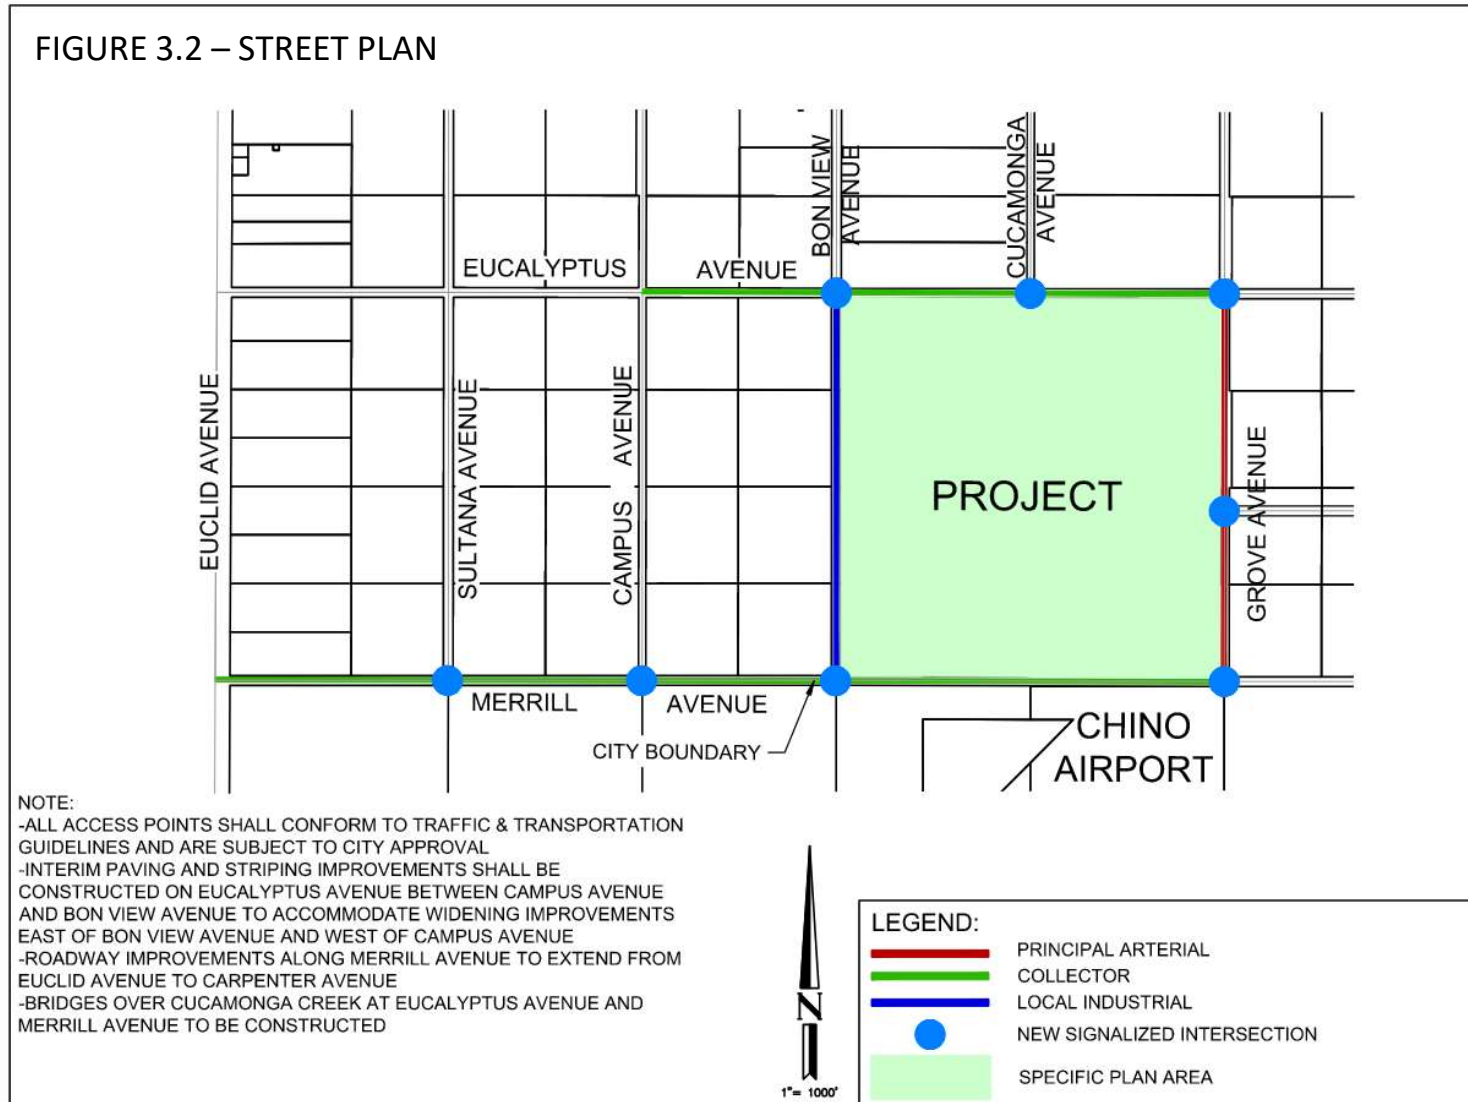 FIGURE 3.2 – STREET PLAN
BON VIEW
AVENUE
CUCAMONGA
AVENUE
EUCALYPTUS AVENUE
EUCLID AVENUE
SULTANA AVENUE
CAMPUS AVENUE
PROJECT
GROVE AVENUE
MERRILL AVENUE
CITY BOUNDARY
CHINO
AIRPORT
NOTE:
-ALL ACCESS POINTS SHALL CONFORM TO TRAFFIC & TRANSPORTATION
GUIDELINES AND ARE SUBJECT TO CITY APPROVAL
-INTERIM PAVING AND STRIPING IMPROVEMENTS SHALL BE
CONSTRUCTED ON EUCALYPTUS AVENUE BETWEEN CAMPUS AVENUE
AND BON VIEW AVENUE TO ACCOMMODATE WIDENING IMPROVEMENTS
EAST OF BON VIEW AVENUE AND WEST OF CAMPUS AVENUE
-ROADWAY IMPROVEMENTS ALONG MERRILL AVENUE TO EXTEND FROM
EUCLID AVENUE TO CARPENTER AVENUE
-BRIDGES OVER CUCAMONGA CREEK AT EUCALYPTUS AVENUE AND
MERRILL AVENUE TO BE CONSTRUCTED
N
1"= 1000'
LEGEND:
PRINCIPAL ARTERIAL
COLLECTOR
LOCAL INDUSTRIAL
NEW SIGNALIZED INTERSECTION
SPECIFIC PLAN AREA